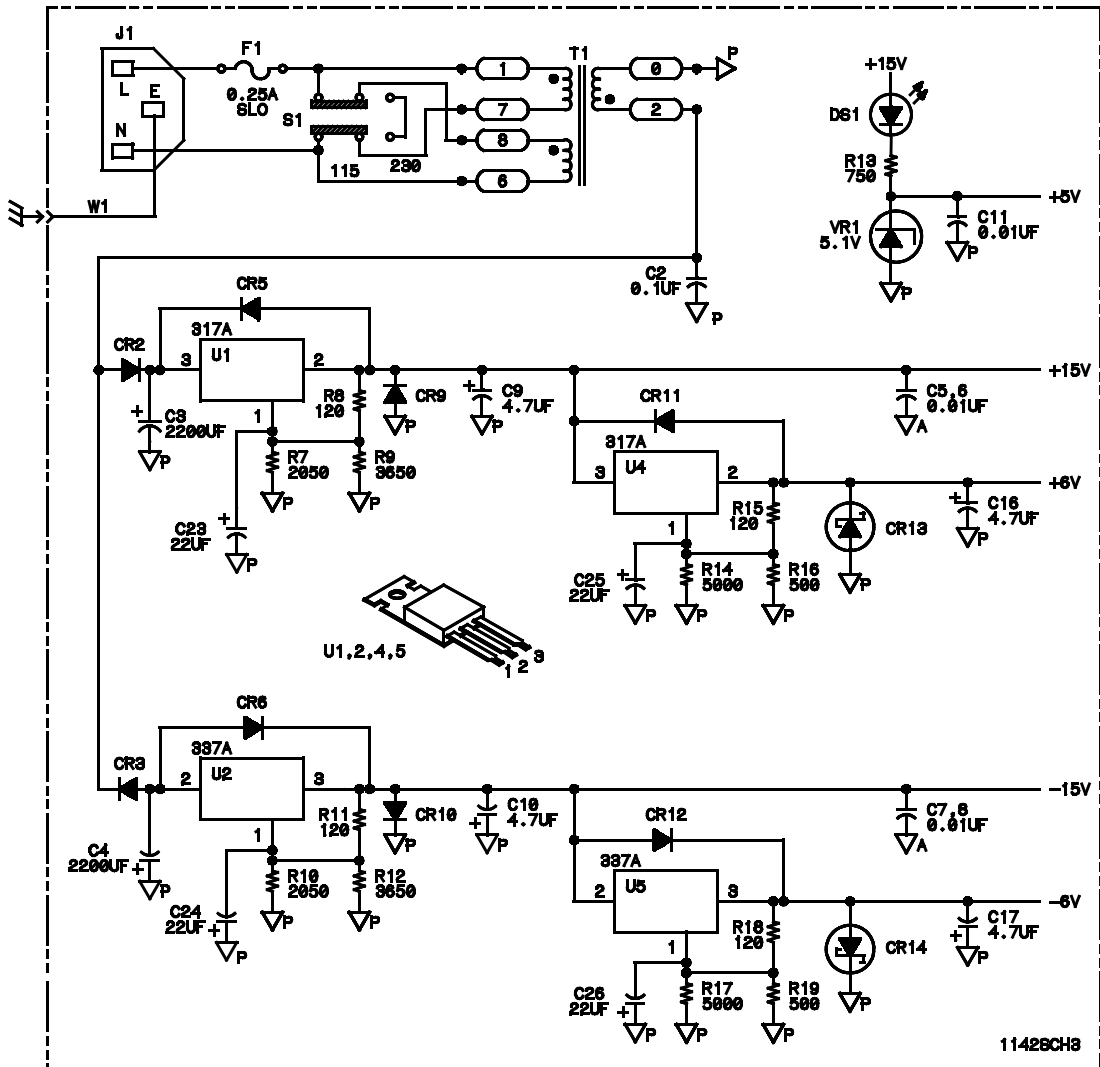 J1
L
E
N
F1
0.25A
SLO
S1
115
230
1
7
8
6
T1
0
2
P
W1
+15V
DS1
R13
750
+5V
VR1
5.1V
C11
0.01UF
P
P
C2
0.1UF
P
CR5
317A
CR2
3
U1
2
1
C3
2200UF
P
R8
120
CR9
P
C9
4.7UF
P
C5,6
0.01UF
A
+15V
R7
2050
P
R9
3650
P
C23
22UF
P
CR11
317A
3
U4
2
1
+6V
R15
120
CR13
P
C16
4.7UF
P
C25
22UF
P
R14
5000
P
R16
500
P
U1,2,4,5
1 2 3
CR6
337A
CR3
2
U2
3
1
C4
2200UF
P
R11
120
CR10
P
C10
4.7UF
P
C7,8
0.01UF
A
-15V
R10
2050
P
R12
3650
P
C24
22UF
P
CR12
337A
2
U5
3
1
-6V
R18
120
CR14
P
C17
4.7UF
P
C26
22UF
P
R17
5000
P
R19
500
P
11428CH3